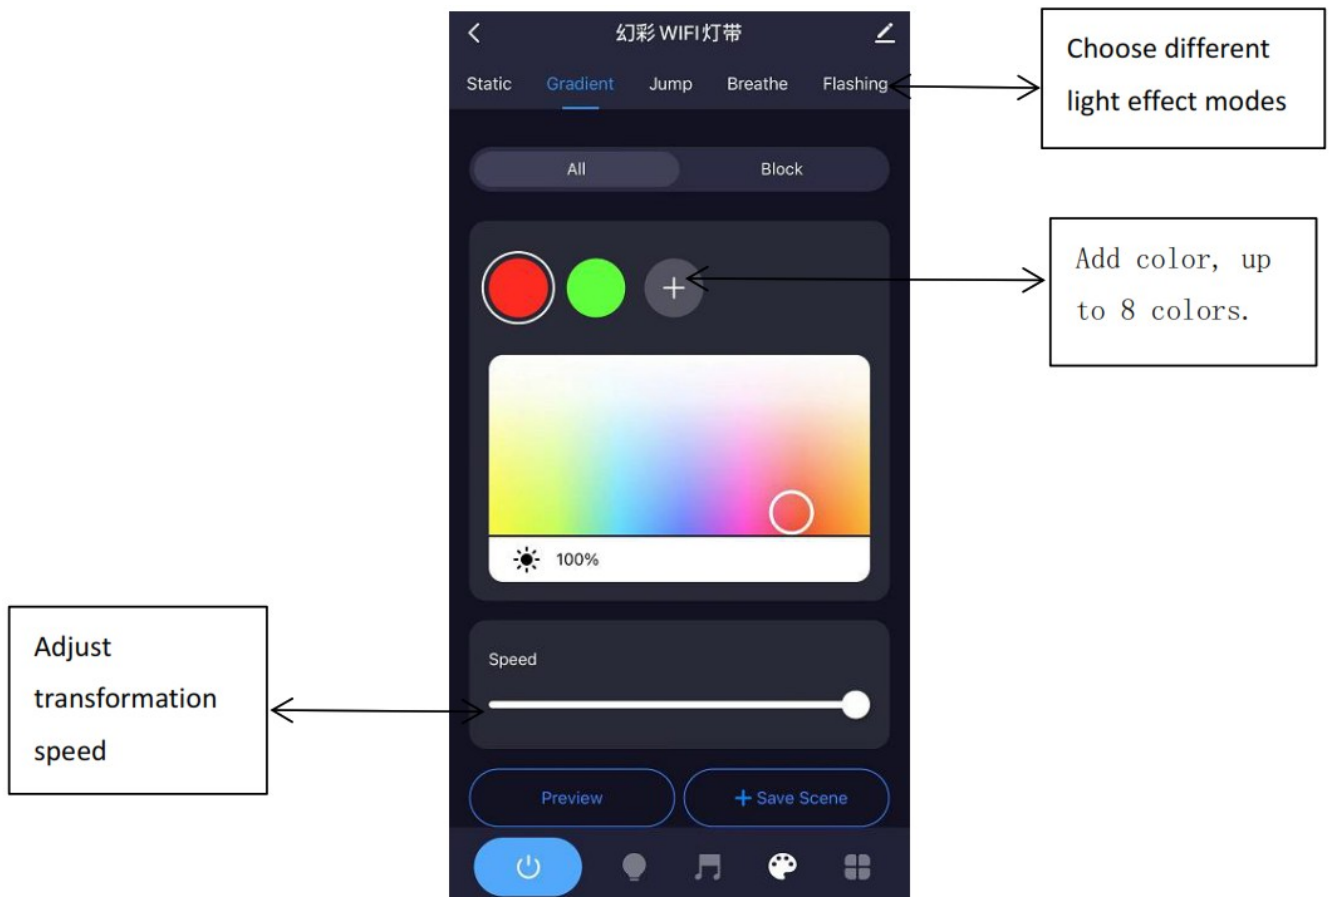 幻彩WIFI灯带
Static Gradient Jump Breathe Flashing
Choose different
light effect modes
All Block
Add color, up
to 8 colors.
100%
Adjust
transformation
speed
Speed
Preview + Save Scene